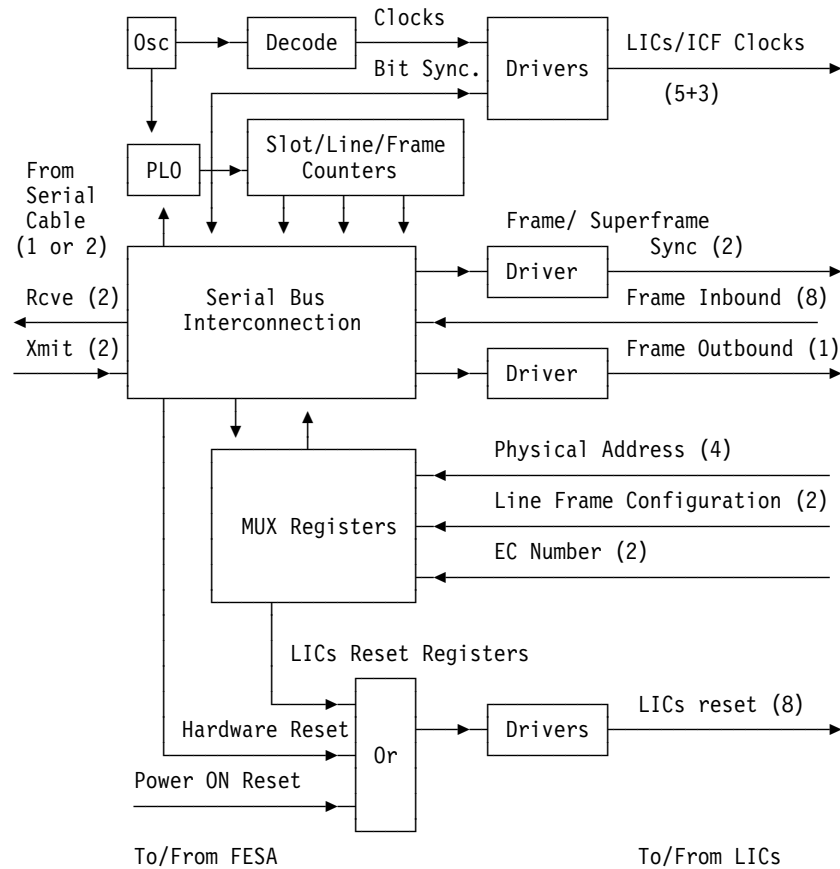 Clocks
Osc
Decode
LICs/ICF Clocks
Bit Sync.
Drivers
(5+3)
Slot/Line/Frame
Counters
PLO
From
Serial
Cable
(1 or 2)
Frame/ Superframe
Sync (2)
Driver
Rcve (2)
Serial Bus
Interconnection
Frame Inbound (8)
Xmit (2)
Frame Outbound (1)
Driver
Physical Address (4)
Line Frame Configuration (2)
MUX Registers
EC Number (2)
LICs Reset Registers
LICs reset (8)
Hardware Reset
Or
Drivers
Power ON Reset
To/From FESA
To/From LICs